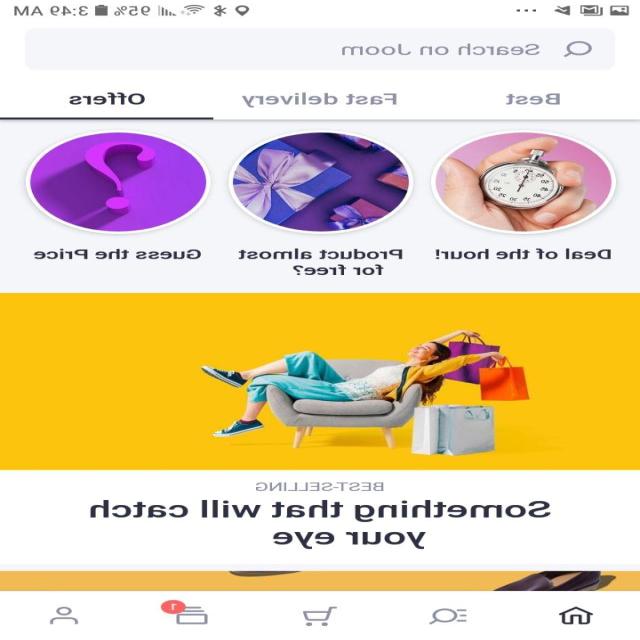 3:49 AM 95%
Search on Joom
Best Fast delivery Offers
Deal of the hour!
Product almost
for free?
Guess the Price
BEST-SELLING
Something that will catch
your eye
1